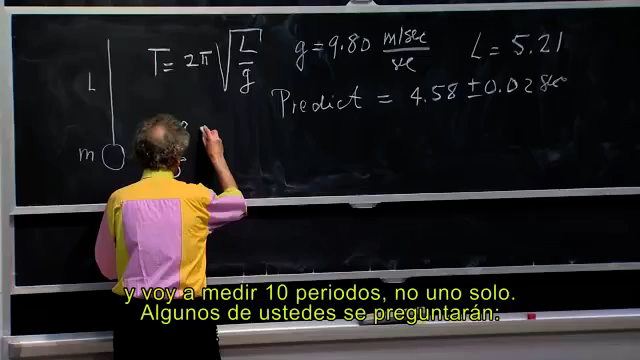 T = 2π √L/g
g = 9.80 m/sec/sec
L = 5.21
L
Predict = 4.58 ± 0.02 sec
m
y voy a medir 10 periodos, no uno solo.
Algunos de ustedes se preguntarán: